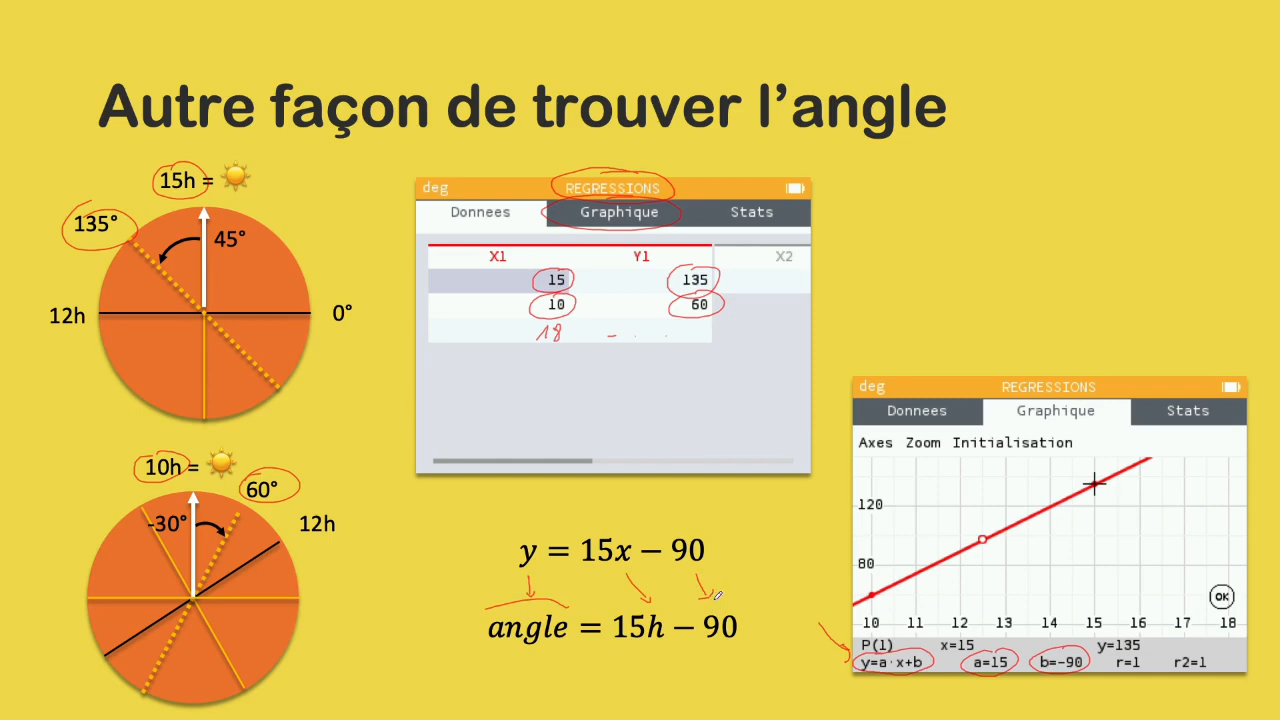 Autre façon de trouver l’angle
15h =
135°
45°
12h
0°
10h =
60°
-30°
12h
deg REGRESSIONS
Donnees Graphique Stats
X1 Y1 X2
15 135
10 60
18 - . .
y = 15x − 90
angle = 15h − 90
deg REGRESSIONS
Donnees Graphique Stats
Axes Zoom Initialisation
120
80
OK
10 11 12 13 14 15 16 17 18
P(1) x=15 y=135
y=a·x+b a=15 b=-90 r=1 r2=1